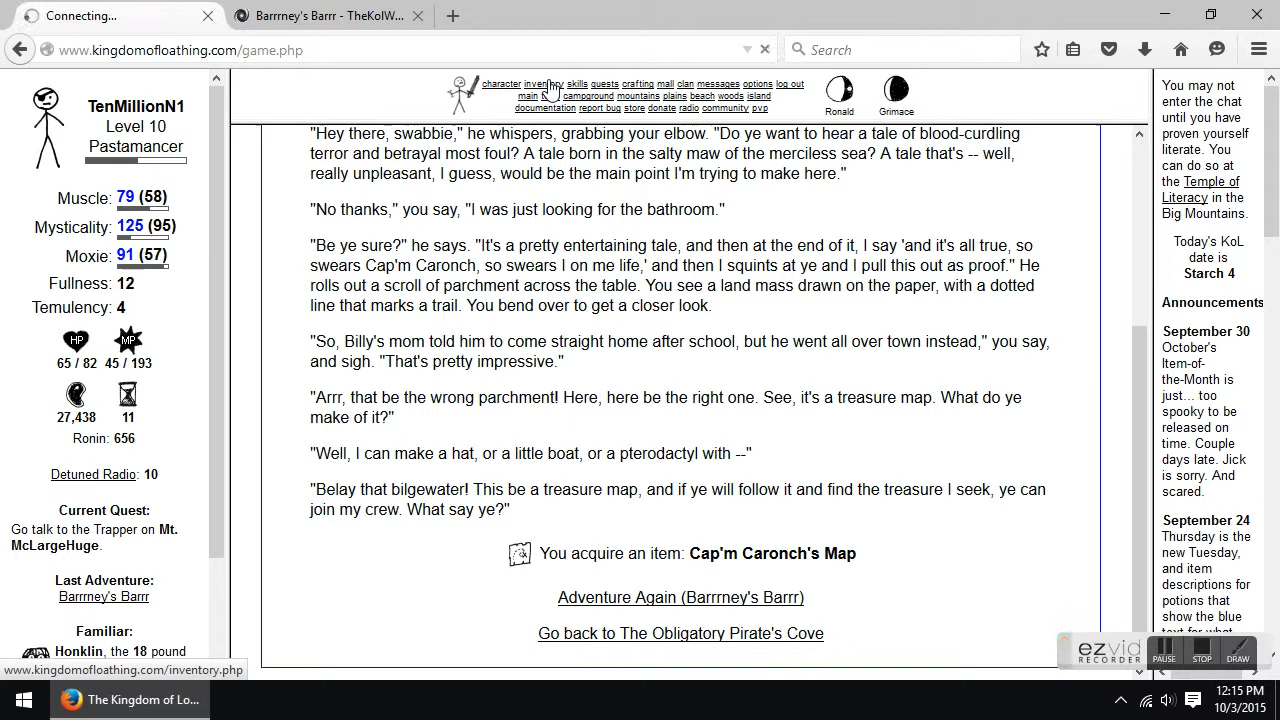 Connecting...
Barrrney's Barrr - TheKolW...
www.kingdomofloathing.com/game.php
Search
TenMillionN1
Level 10
Pastamancer
Muscle: 79 (58)
Mysticality: 125 (95)
Moxie: 91 (57)
Fullness: 12
Temulency: 4
HP
MP
65 / 82
45 / 193
27,438
11
Ronin: 656
Detuned Radio: 10
Current Quest:
Go talk to the Trapper on Mt.
McLargeHuge.
Last Adventure:
Barrrney's Barrr
Familiar:
Honklin, the 18 pound
www.kingdomofloathing.com/inventory.php
character inventory skills quests crafting mall clan messages options log out
main campground mountains plains beach woods island
documentation report bug store donate radio community pvp
Ronald
Grimace
"Hey there, swabbie," he whispers, grabbing your elbow. "Do ye want to hear a tale of blood-curdling
terror and betrayal most foul? A tale born in the salty maw of the merciless sea? A tale that's -- well,
really unpleasant, I guess, would be the main point I'm trying to make here."
"No thanks," you say, "I was just looking for the bathroom."
"Be ye sure?" he says. "It's a pretty entertaining tale, and then at the end of it, I say 'and it's all true, so
swears Cap'm Caronch, so swears I on me life,' and then I squints at ye and I pull this out as proof." He
rolls out a scroll of parchment across the table. You see a land mass drawn on the paper, with a dotted
line that marks a trail. You bend over to get a closer look.
"So, Billy's mom told him to come straight home after school, but he went all over town instead," you say,
and sigh. "That's pretty impressive."
"Arrr, that be the wrong parchment! Here, here be the right one. See, it's a treasure map. What do ye
make of it?"
"Well, I can make a hat, or a little boat, or a pterodactyl with --"
"Belay that bilgewater! This be a treasure map, and if ye will follow it and find the treasure I seek, ye can
join my crew. What say ye?"
You acquire an item: Cap'm Caronch's Map
Adventure Again (Barrrney's Barrr)
Go back to The Obligatory Pirate's Cove
You may not
enter the chat
until you have
proven yourself
literate. You
can do so at
the Temple of
Literacy in the
Big Mountains.
Today's KoL
date is
Starch 4
Announcements
September 30
October's
Item-of-
the-Month is
just... too
spooky to be
released on
time. Couple
days late. Jick
is sorry. And
scared.
September 24
Thursday is the
new Tuesday,
and item
descriptions for
potions that
show the blue
text for what
ezvid
RECORDER
PAUSE
STOP
DRAW
The Kingdom of Lo...
12:15 PM
10/3/2015